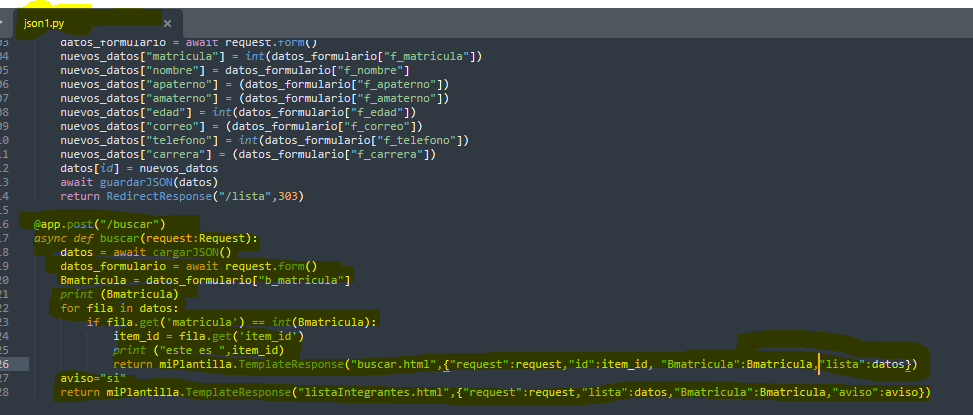 json1.py ×
03 datos_formulario = await request.form()
04 nuevos_datos["matricula"] = int(datos_formulario["f_matricula"])
05 nuevos_datos["nombre"] = datos_formulario["f_nombre"]
06 nuevos_datos["apaterno"] = (datos_formulario["f_apaterno"])
07 nuevos_datos["amaterno"] = (datos_formulario["f_amaterno"])
08 nuevos_datos["edad"] = int(datos_formulario["f_edad"])
09 nuevos_datos["correo"] = (datos_formulario["f_correo"])
10 nuevos_datos["telefono"] = int(datos_formulario["f_telefono"])
11 nuevos_datos["carrera"] = (datos_formulario["f_carrera"])
12 datos[id] = nuevos_datos
13 await guardarJSON(datos)
14 return RedirectResponse("/lista",303)
15
16 @app.post("/buscar")
17 async def buscar(request:Request):
18 datos = await cargarJSON()
19 datos_formulario = await request.form()
20 Bmatricula = datos_formulario["b_matricula"]
21 print (Bmatricula)
22 for fila in datos:
23 if fila.get('matricula') == int(Bmatricula):
24 item_id = fila.get('item_id')
25 print ("este es ",item_id)
26 return miPlantilla.TemplateResponse("buscar.html",{"request":request,"id":item_id, "Bmatricula":Bmatricula,"lista":datos})
27 aviso="si"
28 return miPlantilla.TemplateResponse("listaIntegrantes.html",{"request":request,"lista":datos,"Bmatricula":Bmatricula,"aviso":aviso})